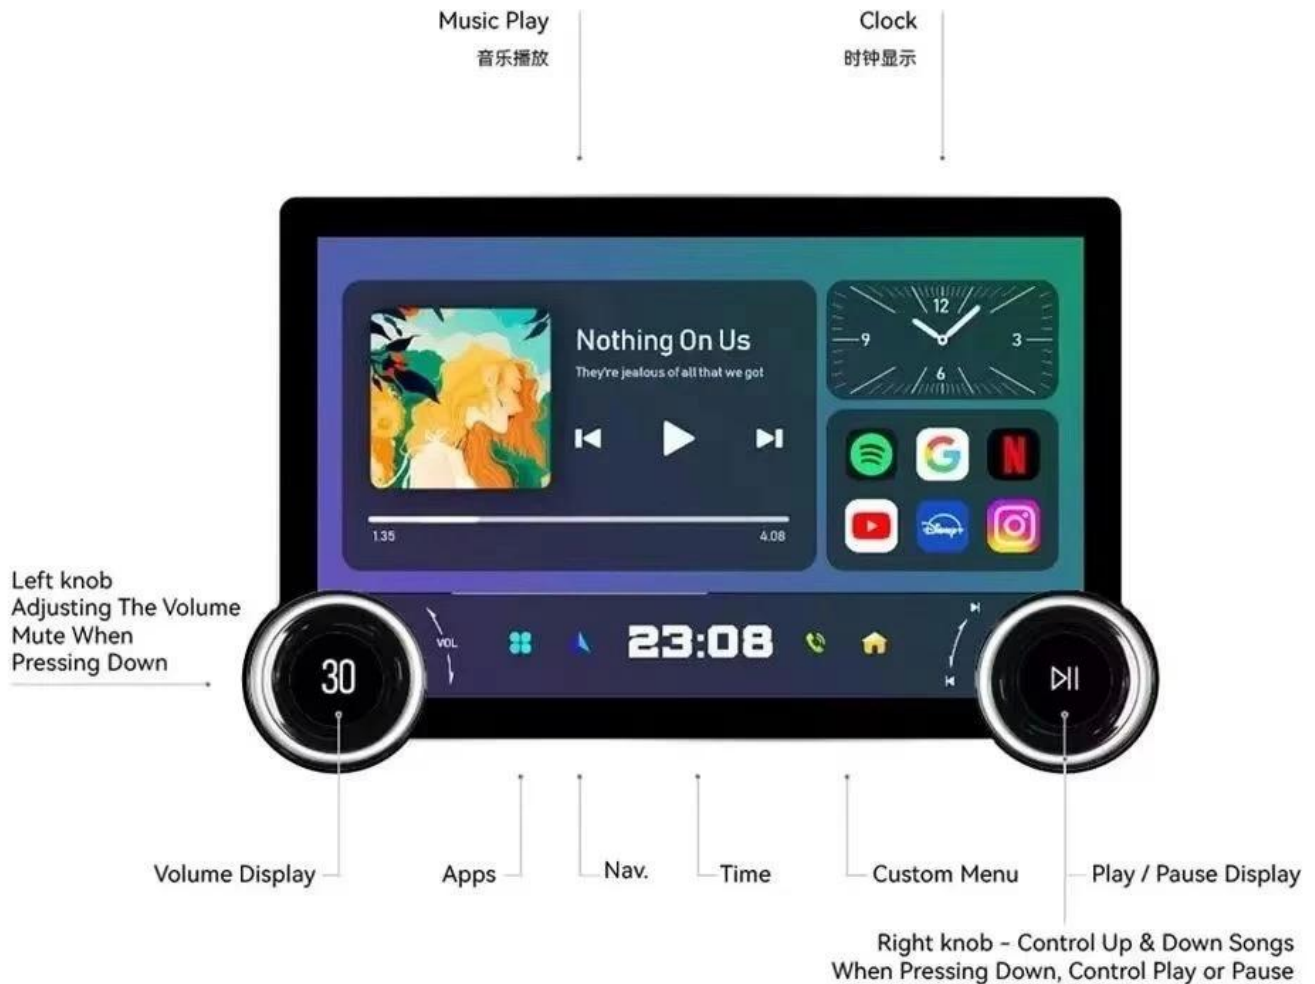 Music Play
音乐播放
Clock
时钟显示
Nothing On Us
They're jealous of all that we got
1.35
4.08
12
9
3
6
G
N
Disney+
Left knob
Adjusting The Volume
Mute When
Pressing Down
VOL
30
23:08
Volume Display
Apps
Nav.
Time
Custom Menu
Play / Pause Display
Right knob - Control Up & Down Songs
When Pressing Down, Control Play or Pause